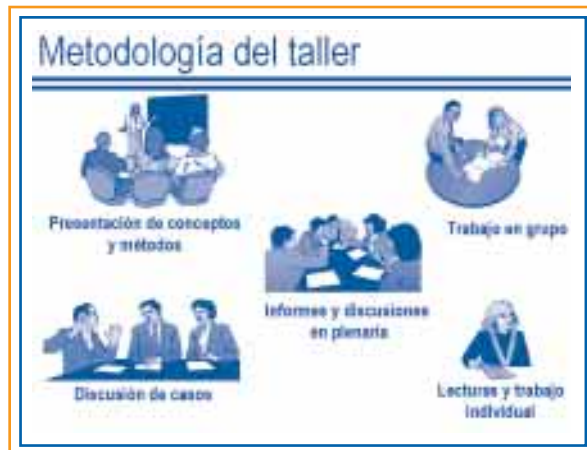 Metodología del taller
Presentación de conceptos
y métodos
Trabajo en grupo
Informes y discusiones
en plenaria
Discusión de casos
Lecturas y trabajo
individual